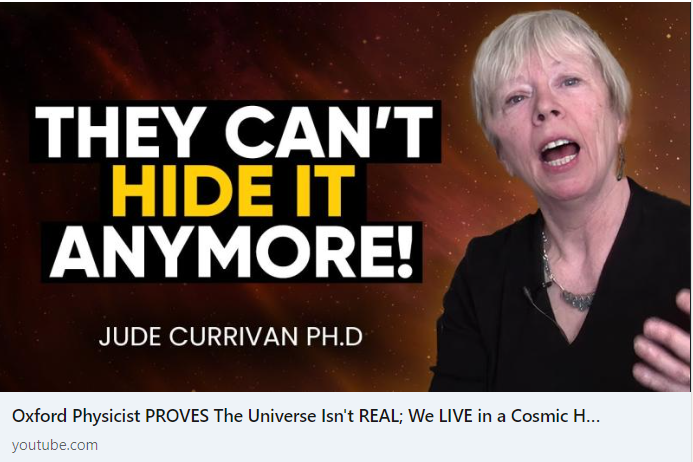 THEY CAN'T
HIDE IT
ANYMORE!
JUDE CURRIVAN PH.D
Oxford Physicist PROVES The Universe Isn't REAL; We LIVE in a Cosmic H...
youtube.com